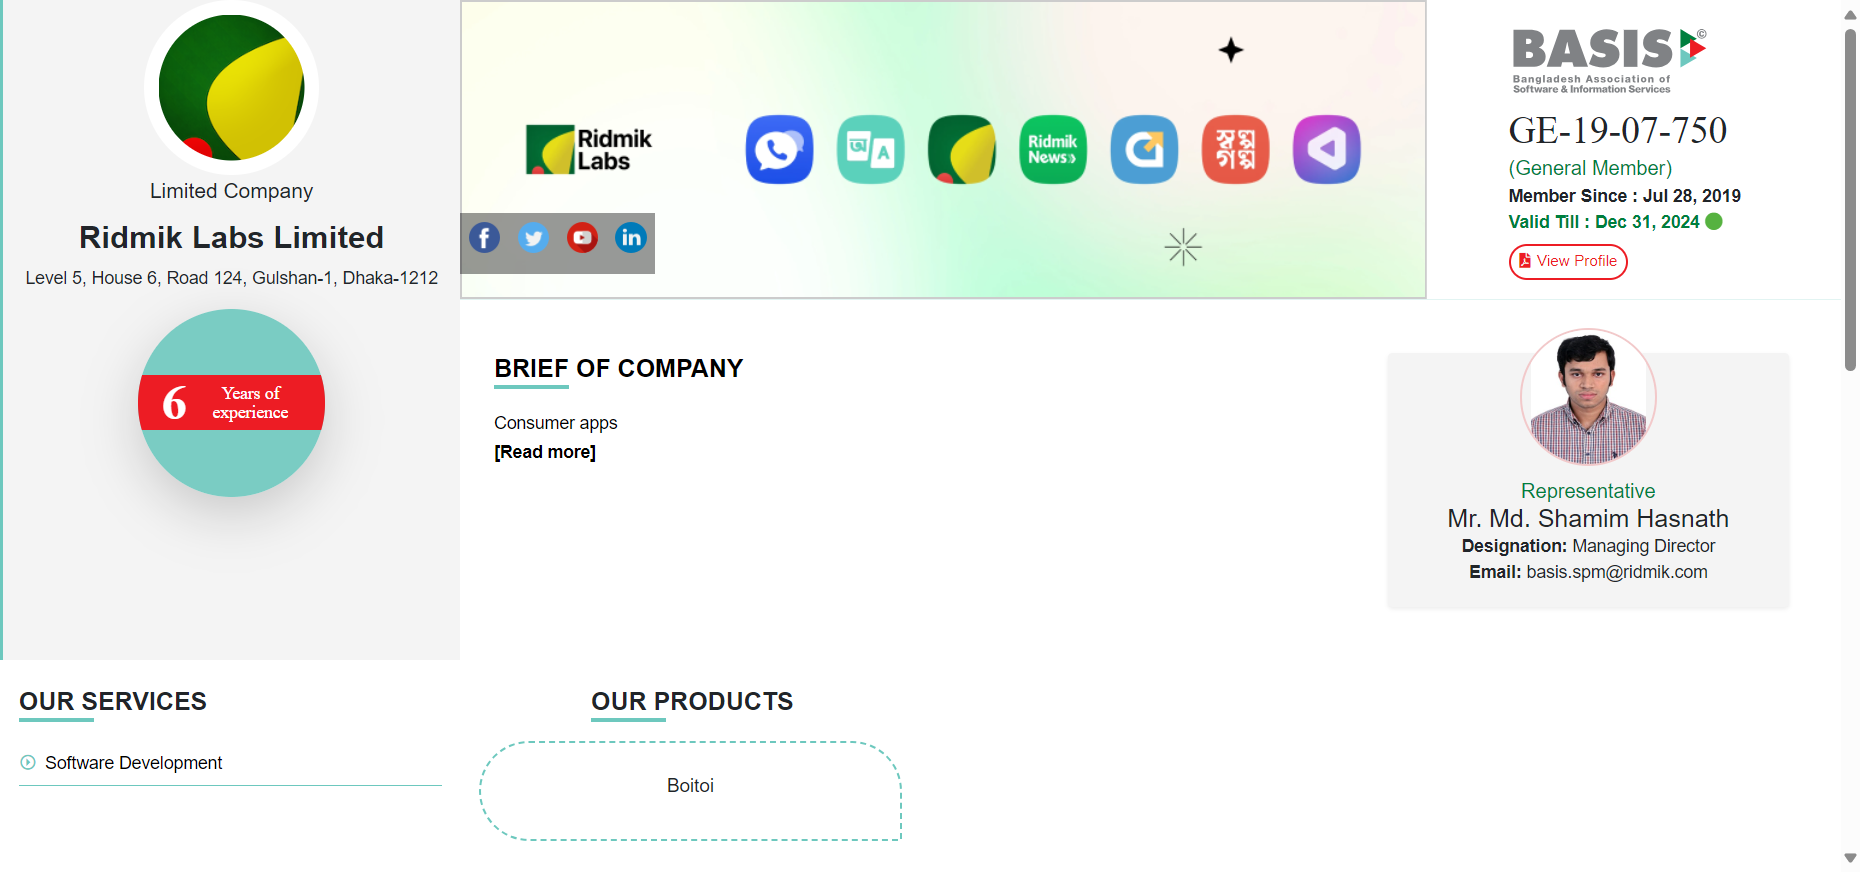 Limited Company
Ridmik Labs Limited
Level 5, House 6, Road 124, Gulshan-1, Dhaka-1212
6
Years of
experience
Ridmik
Labs
অ
A
Ridmik
News
স্বল্প
গল্প
f
in
BASIS
©
Bangladesh Association of
Software & Information Services
GE-19-07-750
(General Member)
Member Since : Jul 28, 2019
Valid Till : Dec 31, 2024
View Profile
BRIEF OF COMPANY
Consumer apps
[Read more]
Representative
Mr. Md. Shamim Hasnath
Designation: Managing Director
Email: basis.spm@ridmik.com
OUR SERVICES
Software Development
OUR PRODUCTS
Boitoi